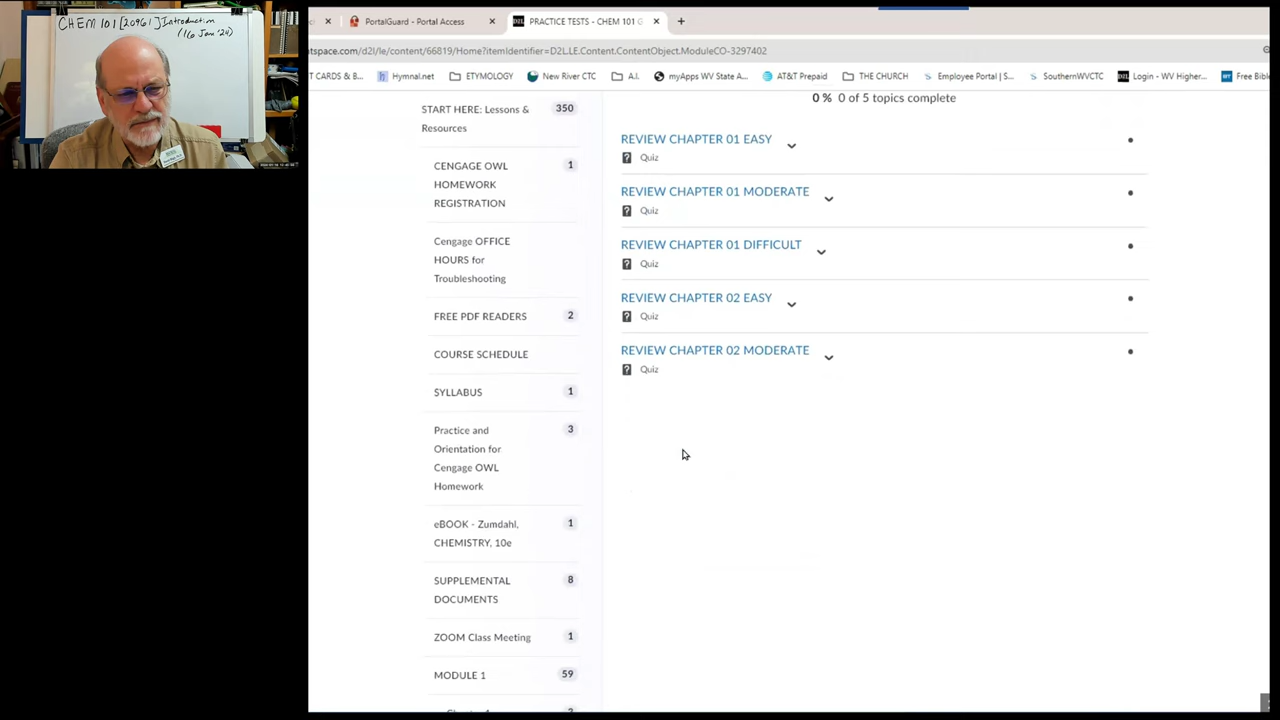 CHEM 101 [20961] Introduction
(16 Jan '24)
PortalGuard - Portal Access
PRACTICE TESTS - CHEM 101 G
ntspace.com/d2l/le/content/66819/Home?itemIdentifier=D2L.LE.Content.ContentObject.ModuleCO-3297402
T CARDS & B...
Hymnal.net
ETYMOLOGY
New River CTC
A.I.
myApps WV State A...
AT&T Prepaid
THE CHURCH
Employee Portal | S...
SouthernWVCTC
D2L
Login - WV Higher...
Free Bible
START HERE: Lessons &
Resources
350
CENGAGE OWL
HOMEWORK
REGISTRATION
1
Cengage OFFICE
HOURS for
Troubleshooting
FREE PDF READERS
2
COURSE SCHEDULE
SYLLABUS
1
Practice and
Orientation for
Cengage OWL
Homework
3
eBOOK - Zumdahl,
CHEMISTRY, 10e
1
SUPPLEMENTAL
DOCUMENTS
8
ZOOM Class Meeting
1
MODULE 1
59
0 % 0 of 5 topics complete
REVIEW CHAPTER 01 EASY
Quiz
REVIEW CHAPTER 01 MODERATE
Quiz
REVIEW CHAPTER 01 DIFFICULT
Quiz
REVIEW CHAPTER 02 EASY
Quiz
REVIEW CHAPTER 02 MODERATE
Quiz